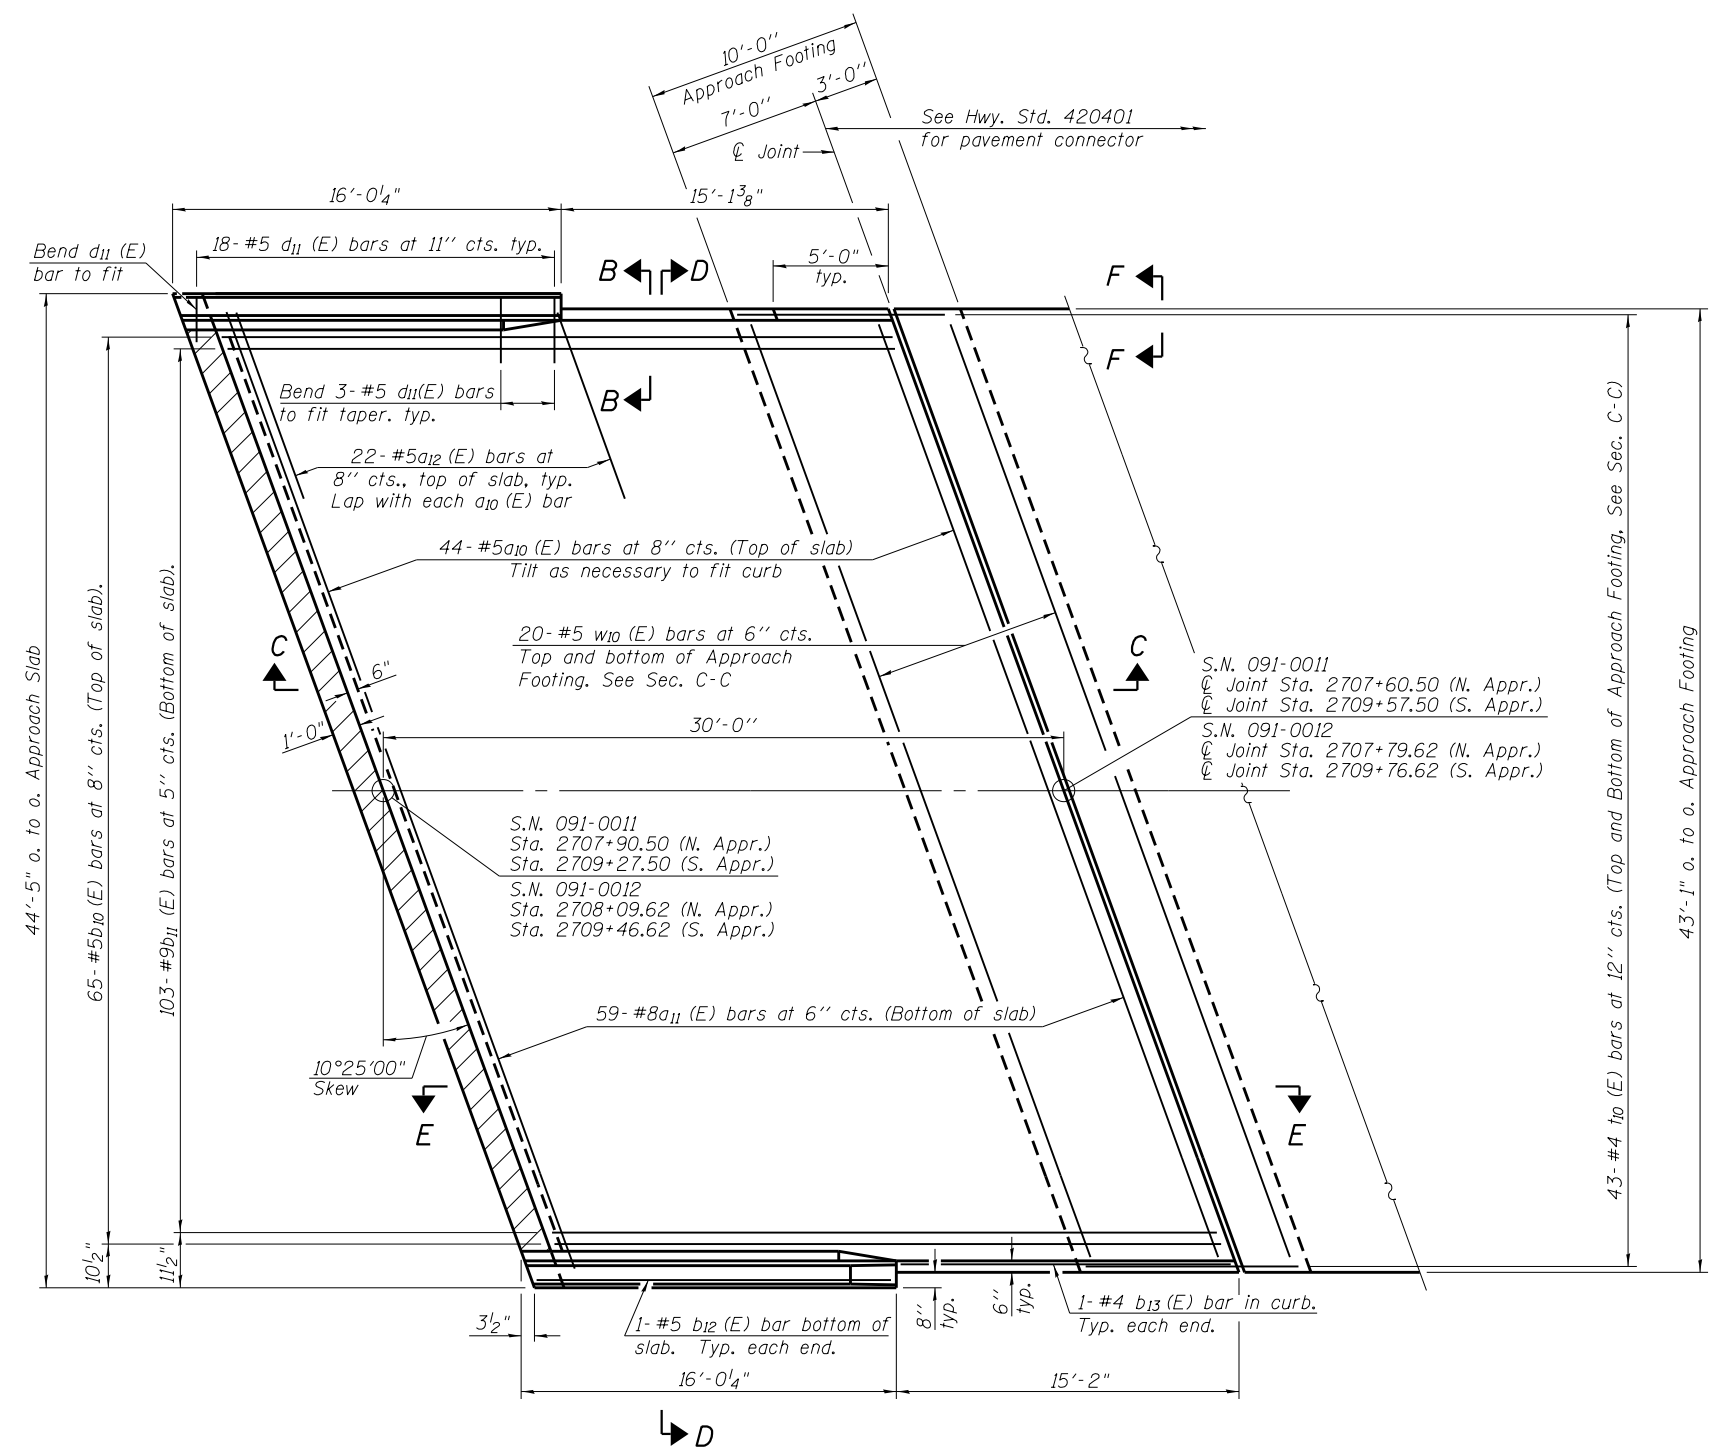 10'-0"
Approach Footing
3'-0"
7'-0"
℄ Joint
See Hwy. Std. 420401
for pavement connector
16'-0¼"
15'-1⅜"
Bend d11 (E)
bar to fit
18-#5 d11 (E) bars at 11" cts. typ.
B
D
5'-0"
typ.
F
F
Bend 3-#5 d11(E) bars
to fit taper. typ.
B
22-#5a12 (E) bars at
8" cts., top of slab, typ.
Lap with each a10 (E) bar
44-#5a10 (E) bars at 8" cts. (Top of slab)
Tilt as necessary to fit curb
20-#5 w10 (E) bars at 6" cts.
Top and bottom of Approach
Footing. See Sec. C-C
C
C
6"
1'-0"
30'-0"
S.N. 091-0011
℄ Joint Sta. 2707+60.50 (N. Appr.)
℄ Joint Sta. 2709+57.50 (S. Appr.)
S.N. 091-0012
℄ Joint Sta. 2707+79.62 (N. Appr.)
℄ Joint Sta. 2709+76.62 (S. Appr.)
S.N. 091-0011
Sta. 2707+90.50 (N. Appr.)
Sta. 2709+27.50 (S. Appr.)
S.N. 091-0012
Sta. 2708+09.62 (N. Appr.)
Sta. 2709+46.62 (S. Appr.)
44'-5" o. to o. Approach Slab
65-#5b10 (E) bars at 8" cts. (Top of slab).
103-#9b11 (E) bars at 5" cts. (Bottom of slab).
43-#4 t10 (E) bars at 12" cts. (Top and Bottom of Approach Footing, See Sec. C-C)
43'-1" o. to o. Approach Footing
59-#8a11 (E) bars at 6" cts. (Bottom of slab)
10°25'00"
Skew
E
E
10½"
11½"
3½"
1-#5 b12 (E) bar bottom of
slab. Typ. each end.
8"
typ.
6"
typ.
1-#4 b13 (E) bar in curb.
Typ. each end.
16'-0¼"
15'-2"
D